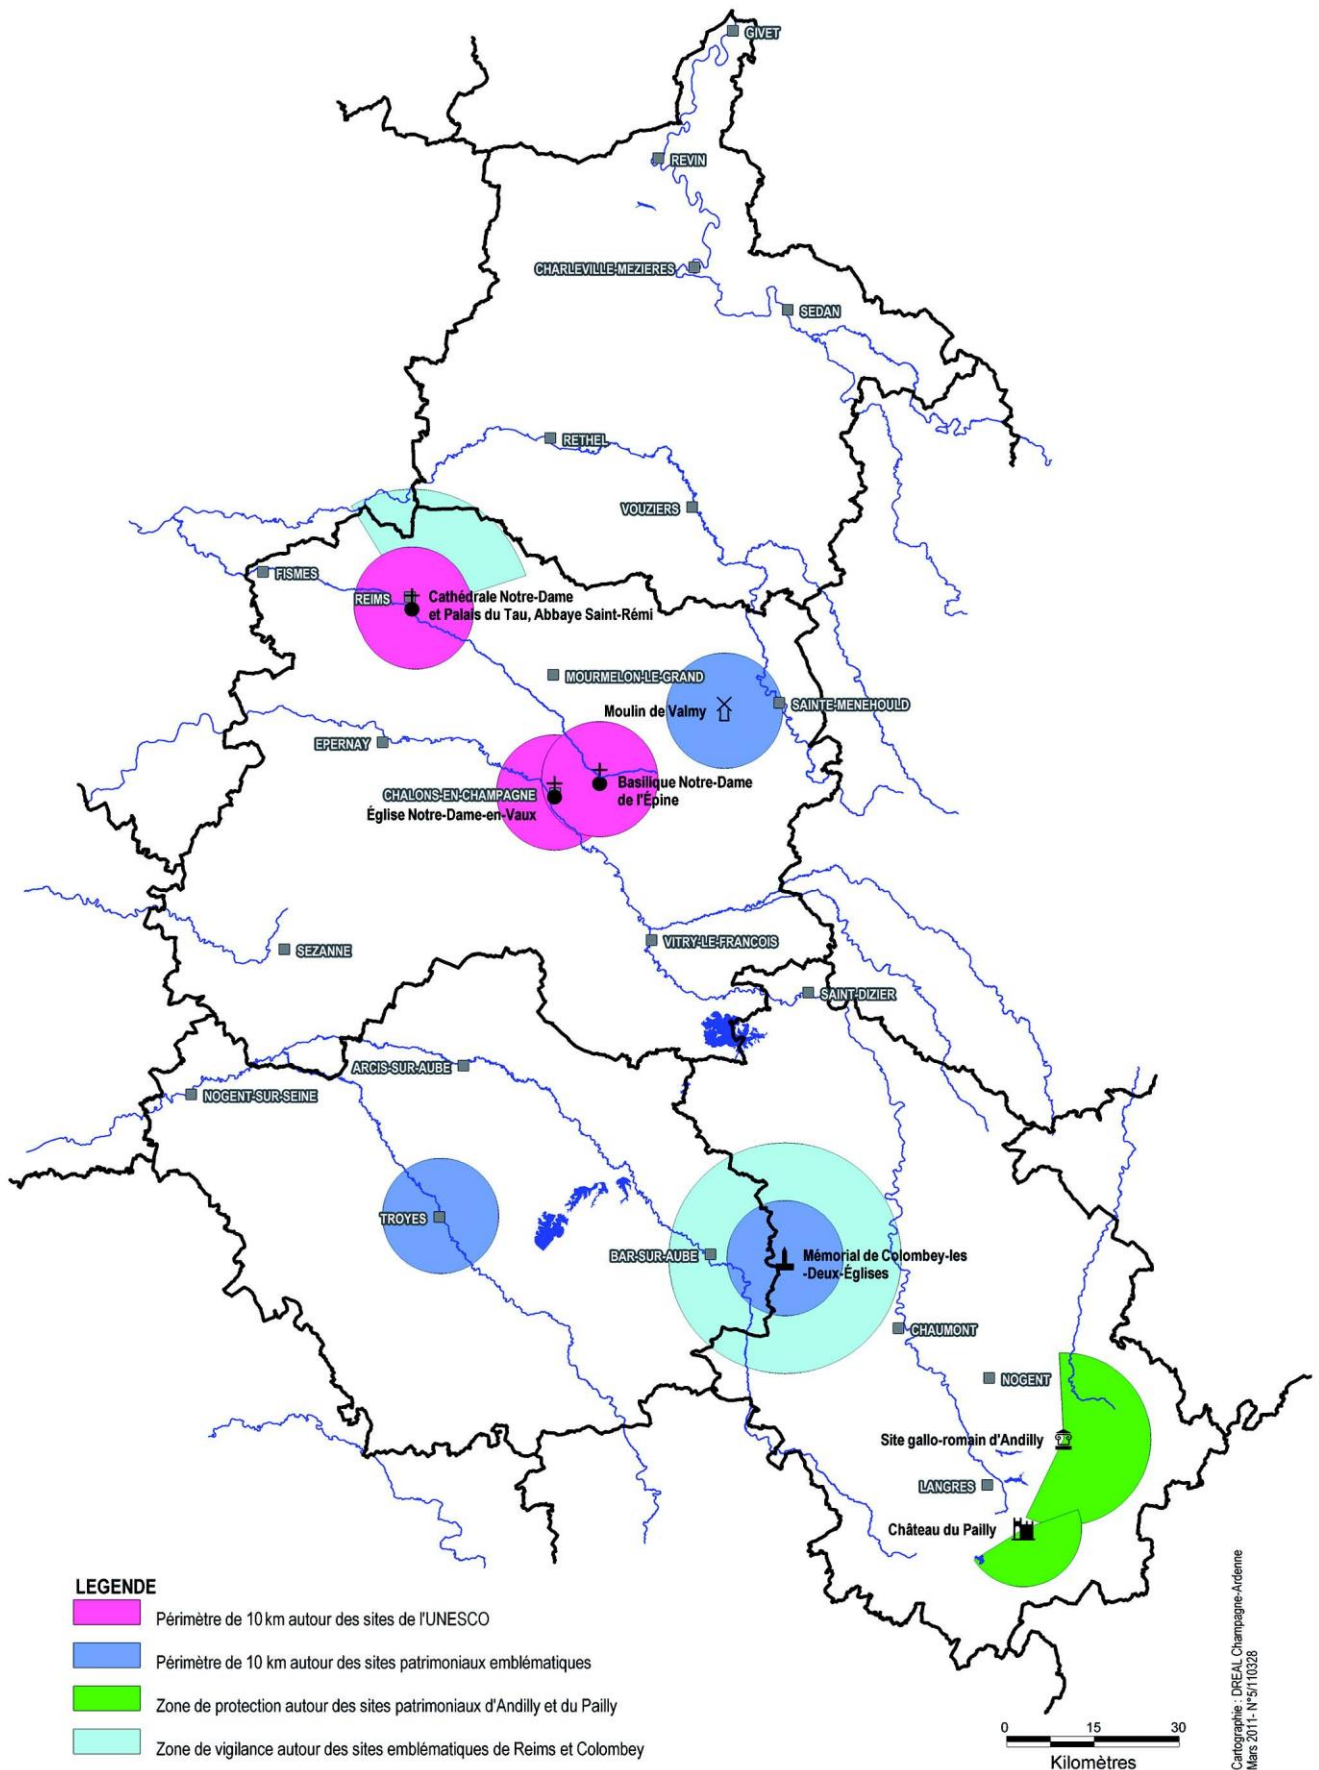 GIVET
REVIN
CHARLEVILLE-MEZIERES
SEDAN
RETHEL
VOUZIERS
FISMES
REIMS
Cathédrale Notre-Dame
et Palais du Tau, Abbaye Saint-Rémi
MOURMELON-LE-GRAND
Moulin de Valmy
SAINTE-MENEHOULD
EPERNAY
CHALONS-EN-CHAMPAGNE
Église Notre-Dame-en-Vaux
Basilique Notre-Dame
de l'Épine
VITRY-LE-FRANCOIS
SEZANNE
SAINT-DIZIER
ARCIS-SUR-AUBE
NOGENT-SUR-SEINE
TROYES
BAR-SUR-AUBE
Mémorial de Colombey-les
-Deux-Églises
CHAUMONT
NOGENT
Site gallo-romain d'Andilly
LANGRES
Château du Pailly
LEGENDE
Périmètre de 10 km autour des sites de l'UNESCO
Périmètre de 10 km autour des sites patrimoniaux emblématiques
Zone de protection autour des sites patrimoniaux d'Andilly et du Pailly
Zone de vigilance autour des sites emblématiques de Reims et Colombey
0 15 30
Kilomètres
Cartographie : DREAL Champagne-Ardenne
Mars 2011- N°5/110328